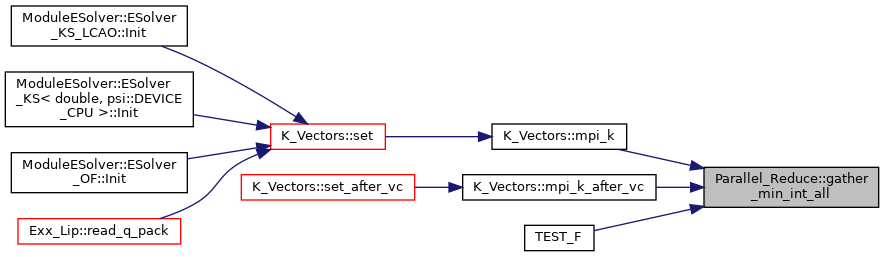 ModuleESolver::ESolver
_KS_LCAO::Init
ModuleESolver::ESolver
_KS< double, psi::DEVICE
_CPU >::Init
K_Vectors::set
K_Vectors::mpi_k
ModuleESolver::ESolver
_OF::Init
Parallel_Reduce::gather
_min_int_all
K_Vectors::set_after_vc
K_Vectors::mpi_k_after_vc
Exx_Lip::read_q_pack
TEST_F